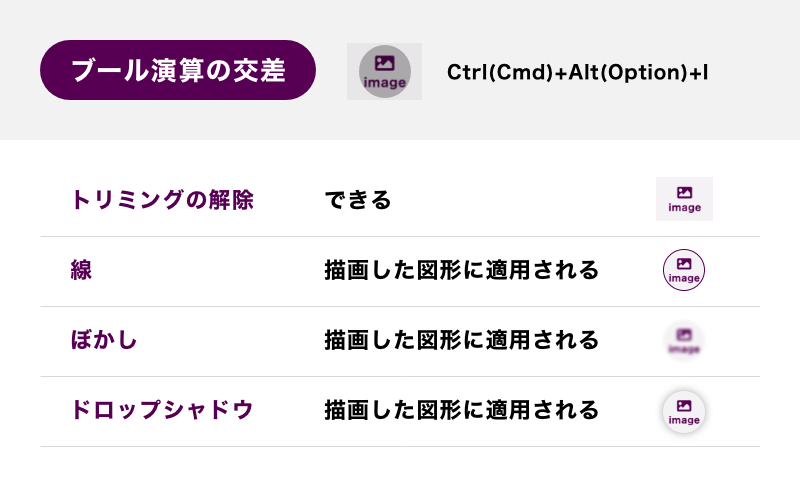 ブール演算の交差
image
Ctrl(Cmd)+Alt(Option)+I
トリミングの解除
できる
image
線
描画した図形に適用される
image
ぼかし
描画した図形に適用される
image
ドロップシャドウ
描画した図形に適用される
image